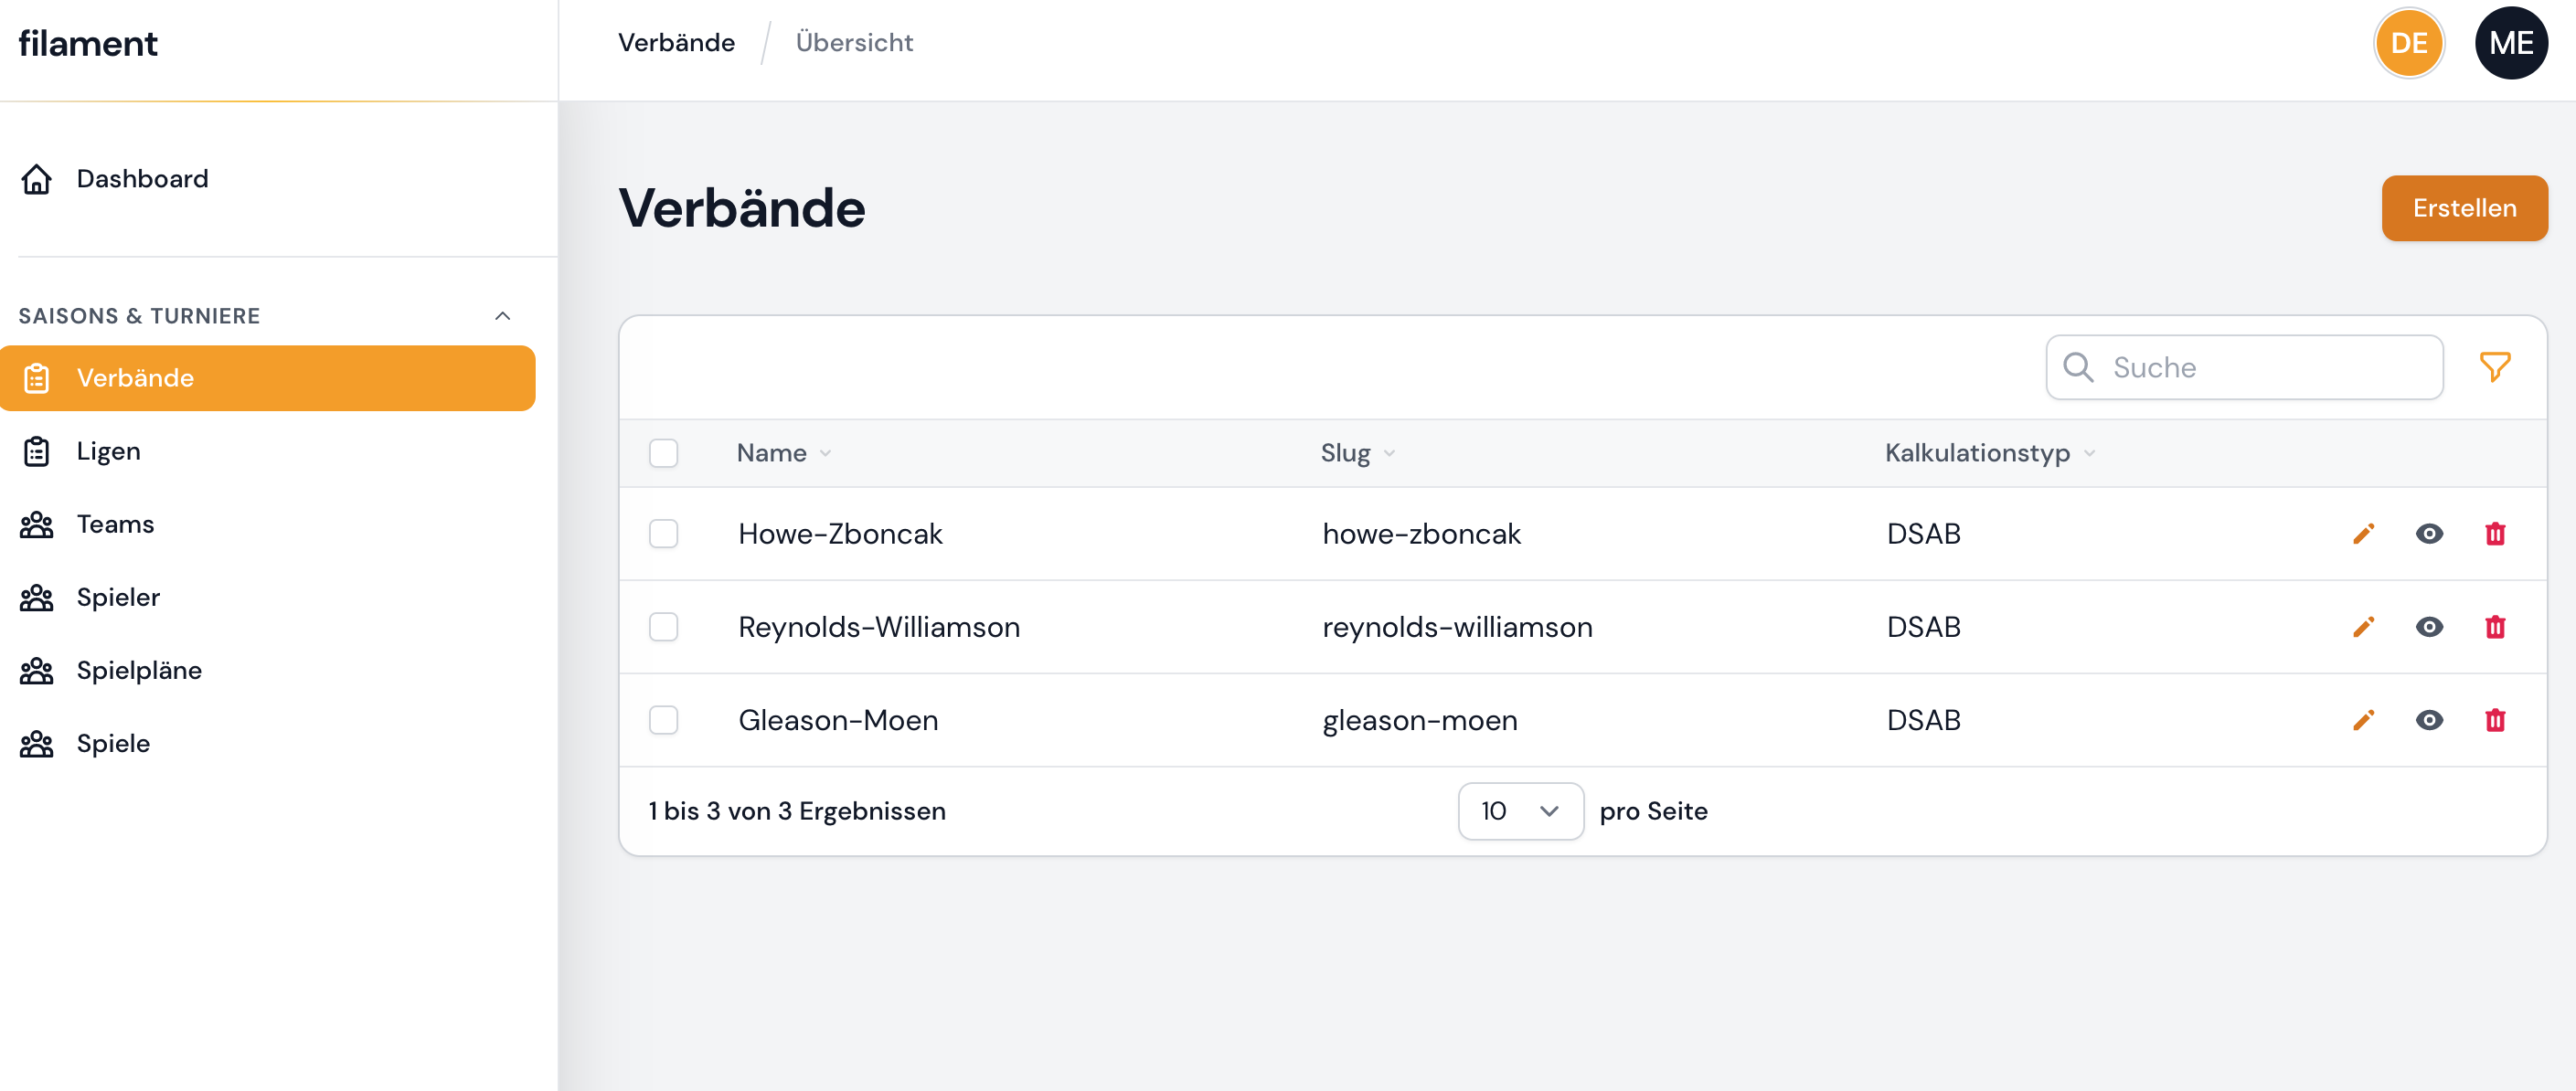 filament
Verbände / Übersicht
DE ME
Dashboard
Verbände
Erstellen
SAISONS & TURNIERE
Verbände
Ligen
Teams
Spieler
Spielpläne
Spiele
Suche
Name Slug Kalkulationstyp
Howe-Zboncak howe-zboncak DSAB
Reynolds-Williamson reynolds-williamson DSAB
Gleason-Moen gleason-moen DSAB
1 bis 3 von 3 Ergebnissen 10 pro Seite